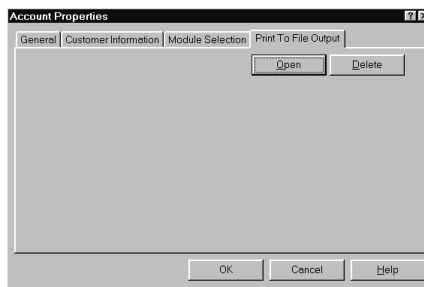 Account Properties
General Customer Information Module Selection Print To File Output
Open Delete
OK Cancel Help